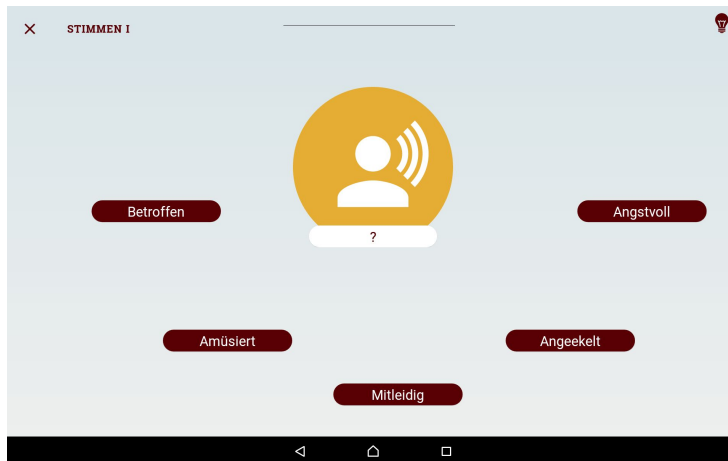 STIMMEN I
Betroffen
Angstvoll
?
Amüsiert
Angeekelt
Mitleidig